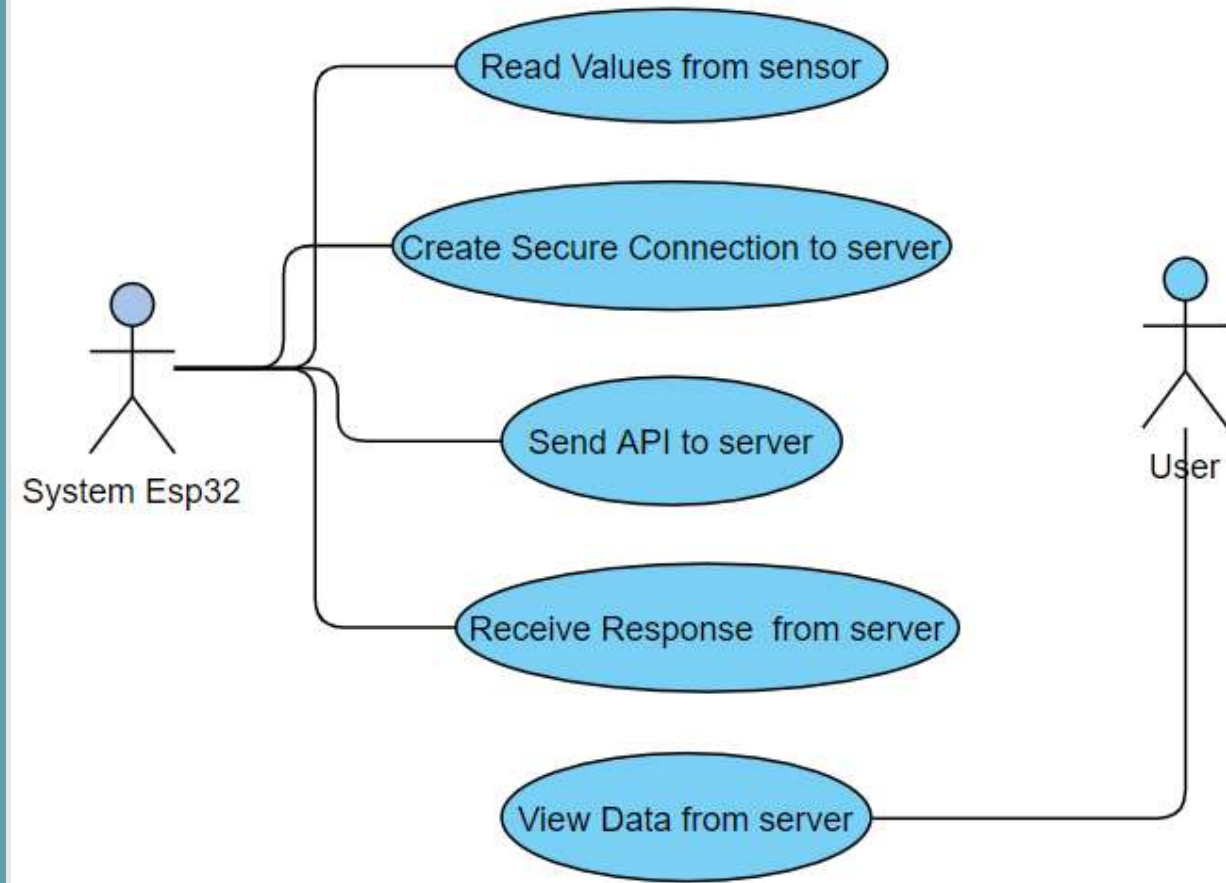 Read Values from sensor
Create Secure Connection to server
Send API to server
System Esp32
User
Receive Response  from server
View Data from server